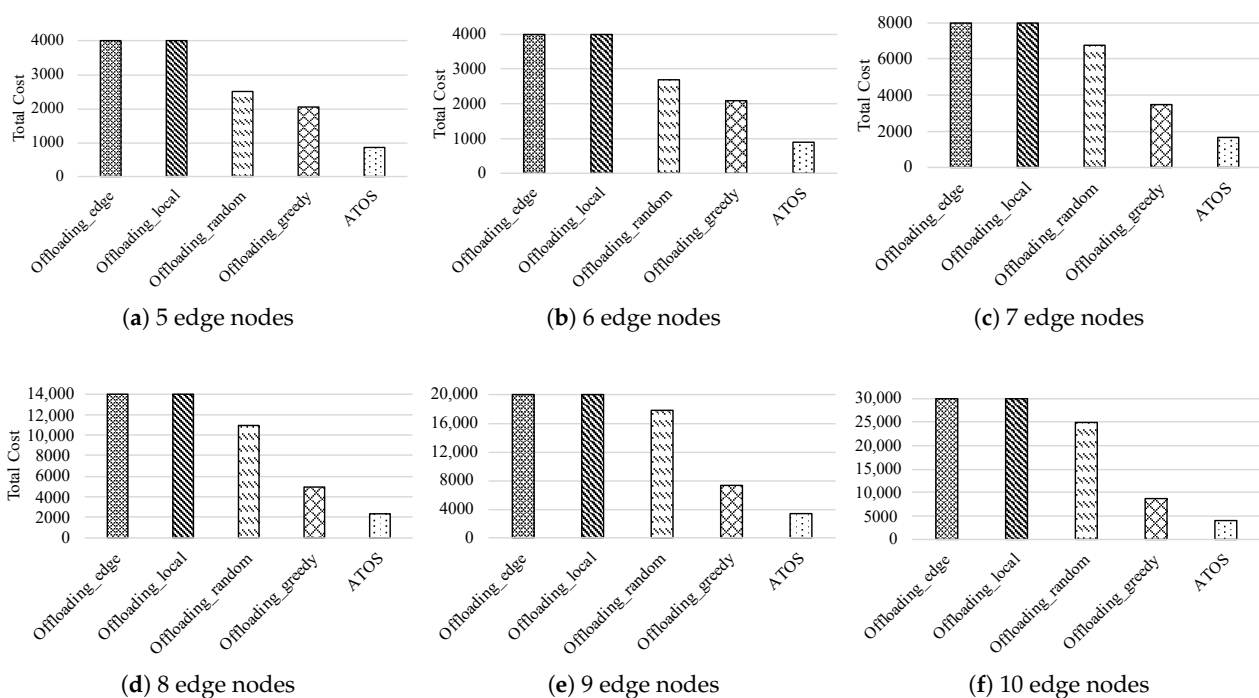 4000
3000
2000
1000
0
Total Cost
Offloading_edge
Offloading_local
Offloading_random
Offloading_greedy
ATOS
(a) 5 edge nodes
4000
3000
2000
1000
0
Total Cost
Offloading_edge
Offloading_local
Offloading_random
Offloading_greedy
ATOS
(b) 6 edge nodes
8000
6000
4000
2000
0
Total Cost
Offloading_edge
Offloading_local
Offloading_random
Offloading_greedy
ATOS
(c) 7 edge nodes
14,000
12,000
10,000
8000
6000
4000
2000
0
Total Cost
Offloading_edge
Offloading_local
Offloading_random
Offloading_greedy
ATOS
(d) 8 edge nodes
20,000
16,000
12,000
8000
4000
0
Total Cost
Offloading_edge
Offloading_local
Offloading_random
Offloading_greedy
ATOS
(e) 9 edge nodes
30,000
25,000
20,000
15,000
10,000
5000
0
Total Cost
Offloading_edge
Offloading_local
Offloading_random
Offloading_greedy
ATOS
(f) 10 edge nodes